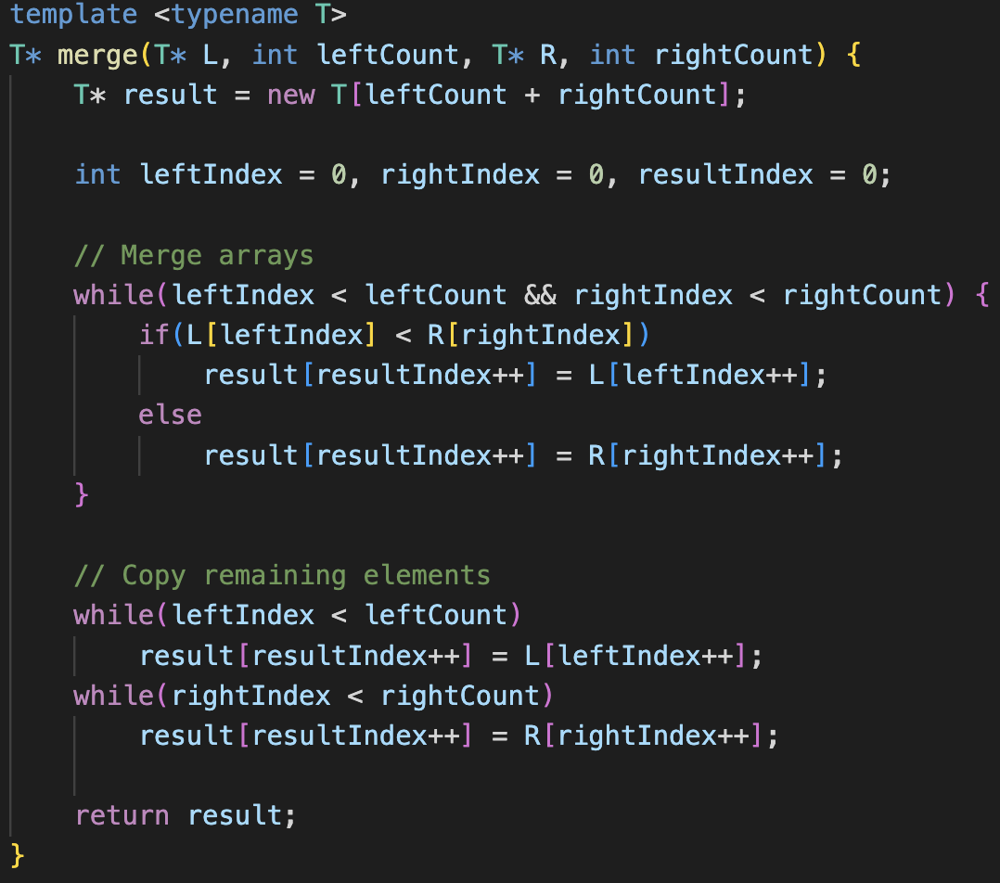 template <typename T>
T* merge(T* L, int leftCount, T* R, int rightCount) {
    T* result = new T[leftCount + rightCount];

    int leftIndex = 0, rightIndex = 0, resultIndex = 0;

    // Merge arrays
    while(leftIndex < leftCount && rightIndex < rightCount) {
        if(L[leftIndex] < R[rightIndex])
            result[resultIndex++] = L[leftIndex++];
        else
            result[resultIndex++] = R[rightIndex++];
    }

    // Copy remaining elements
    while(leftIndex < leftCount)
        result[resultIndex++] = L[leftIndex++];
    while(rightIndex < rightCount)
        result[resultIndex++] = R[rightIndex++];

    return result;
}